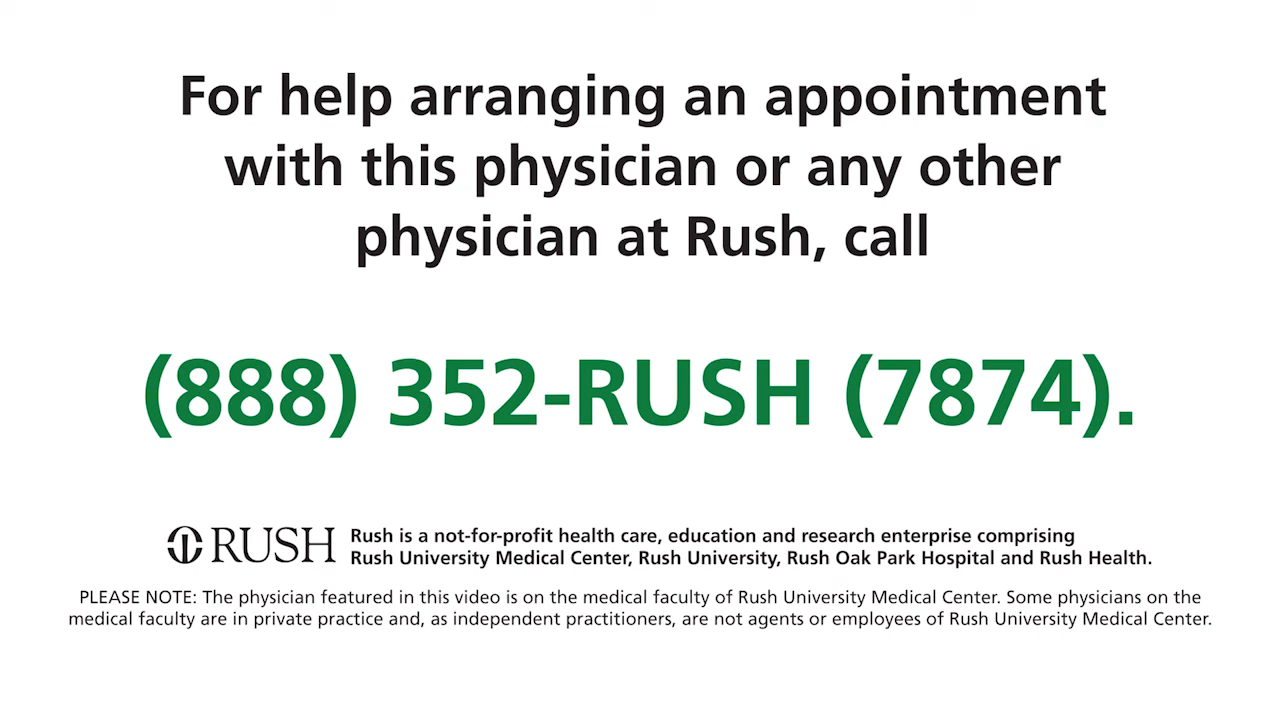 For help arranging an appointment
with this physician or any other
physician at Rush, call
(888) 352-RUSH (7874).
RUSH
Rush is a not-for-profit health care, education and research enterprise comprising
Rush University Medical Center, Rush University, Rush Oak Park Hospital and Rush Health.
PLEASE NOTE: The physician featured in this video is on the medical faculty of Rush University Medical Center. Some physicians on the
medical faculty are in private practice and, as independent practitioners, are not agents or employees of Rush University Medical Center.